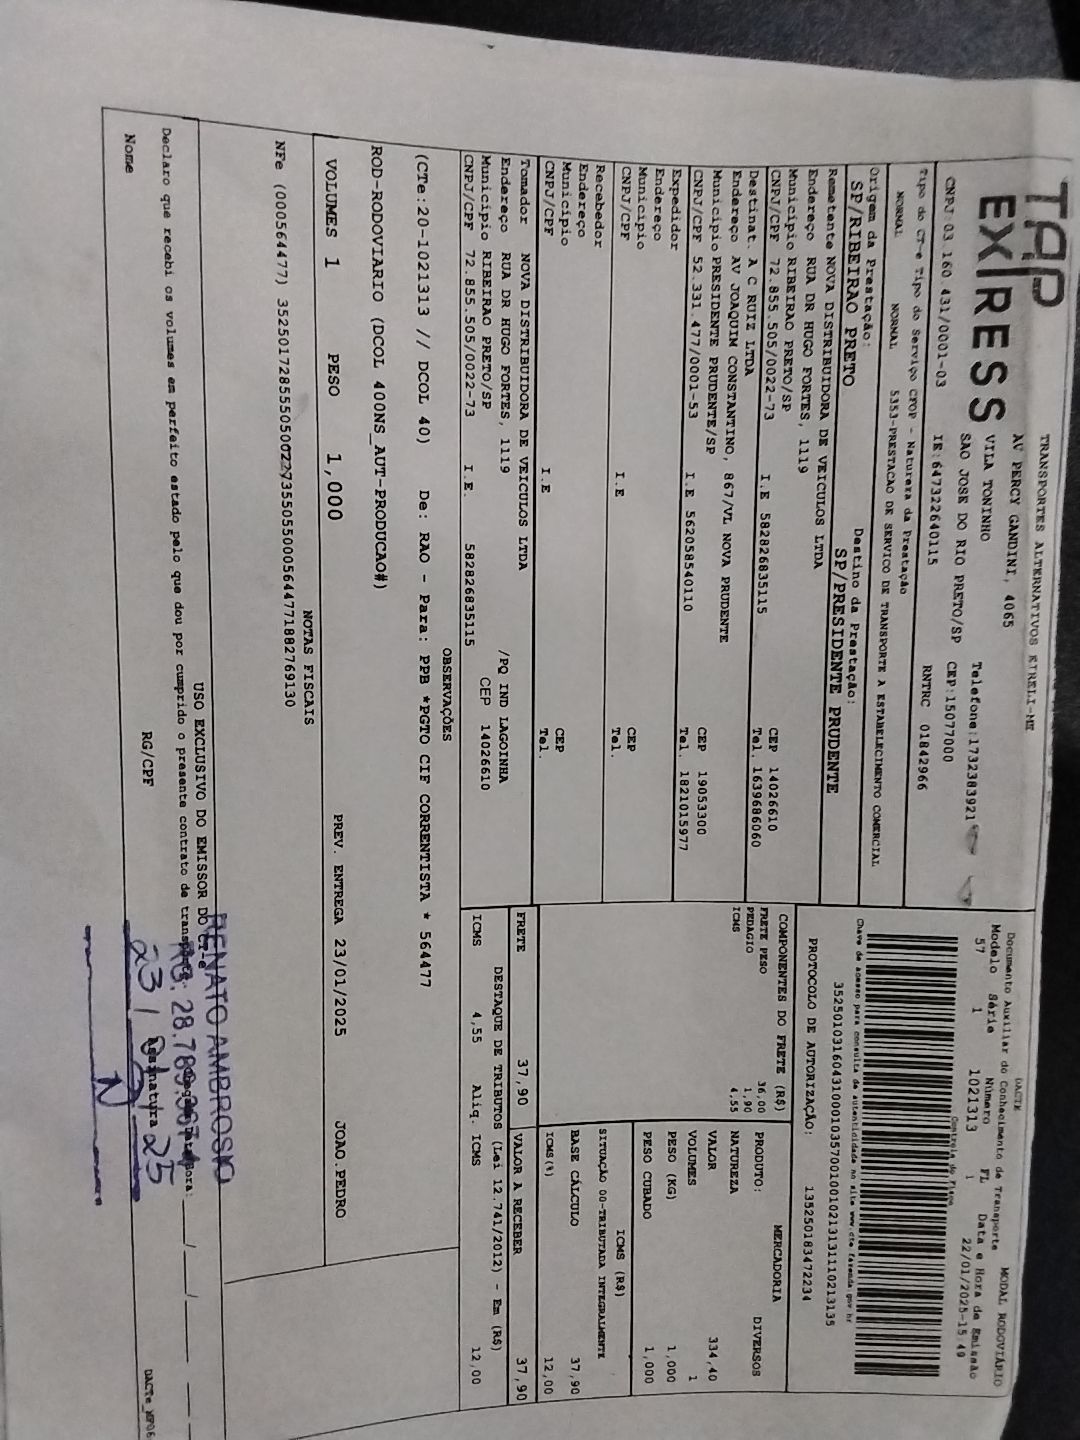 TAP
EX|RESS
TRANSPORTES ALTERNATIVOS EIRELI-ME
AV PERCY GANDINI, 4065
VILA TONINHO
SAO JOSE DO RIO PRETO/SP
Telefone:1732383921
CEP:15077000
CNPJ:03.160.431/0001-03 IE:647322640115 RNTRC 01842966
Tipo do CT-e Tipo do Serviço CFOP - Natureza da Prestação
NORMAL NORMAL 5353-PRESTACAO DE SERVICO DE TRANSPORTE A ESTABELECIMENTO COMERCIAL
Origem da Prestação: Destino da Prestação:
SP/RIBEIRAO PRETO SP/PRESIDENTE PRUDENTE
DACTE
Documento Auxiliar do Conhecimento de Transporte MODAL RODOVIÁRIO
Modelo Série Número FL Data e Hora de Emissão
57 1 1021313 1 22/01/2025-15:49
Controle do Fisco
Chave de acesso para consulta de autenticidade no site www.cte.fazenda.gov.br
PROTOCOLO DE AUTORIZAÇÃO: 135250183472234
Remetente NOVA DISTRIBUIDORA DE VEICULOS LTDA
Endereço RUA DR HUGO FORTES, 1119
Município RIBEIRAO PRETO/SP CEP 14026610
CNPJ/CPF 72.855.505/0022-73 I.E 582826835115 Tel. 1639686060
Destinat. A C RUIZ LTDA
Endereço AV JOAQUIM CONSTANTINO, 867/VL NOVA PRUDENTE
Município PRESIDENTE PRUDENTE/SP CEP 19053300
CNPJ/CPF 52.331.477/0001-53 I.E 562058540110 Tel. 1821015977
Expedidor
Endereço
Município CEP
CNPJ/CPF I.E Tel.
Recebedor
Endereço
Município CEP
CNPJ/CPF I.E Tel.
Tomador NOVA DISTRIBUIDORA DE VEICULOS LTDA
Endereço RUA DR HUGO FORTES, 1119 /PQ IND LAGOINHA
Município RIBEIRAO PRETO/SP CEP 14026610
CNPJ/CPF 72.855.505/0022-73 I.E. 582826835115
COMPONENTES DO FRETE (R$)
FRETE PESO 36,00
PEDAGIO 1,90
ICMS 4,55
PRODUTO: MERCADORIA
NATUREZA DIVERSOS
VALOR 334,40
VOLUMES 1
PESO (KG) 1,000
PESO CUBADO 1,000
ICMS (R$)
SITUAÇÃO 00-TRIBUTADA INTEGRALMENTE
BASE CÁLCULO 37,90
ICMS(%) 12,00
FRETE 37,90 VALOR A RECEBER 37,90
DESTAQUE DE TRIBUTOS (Lei 12.741/2012) - Em (R$)
ICMS 4,55 Aliq. ICMS 12,00
OBSERVAÇÕES
(CTe:20-1021313 // DCOL 40) De: RAO - Para: PPB *PGTO CIF CORRENTISTA * 564477
ROD-RODOVIARIO (DCOL 400NS_AUT-PRODUCAO#)
VOLUMES 1 PESO 1,000 PREV. ENTREGA 23/01/2025 JOAO.PEDRO
NOTAS FISCAIS
USO EXCLUSIVO DO EMISSOR DO CT-e
Declaro que recebi os volumes em perfeito estado pelo que dou por cumprido o presente contrato de transporte.
Nome RG/CPF Assinatura
RENATO AMBROSIO
DACTe_MP06